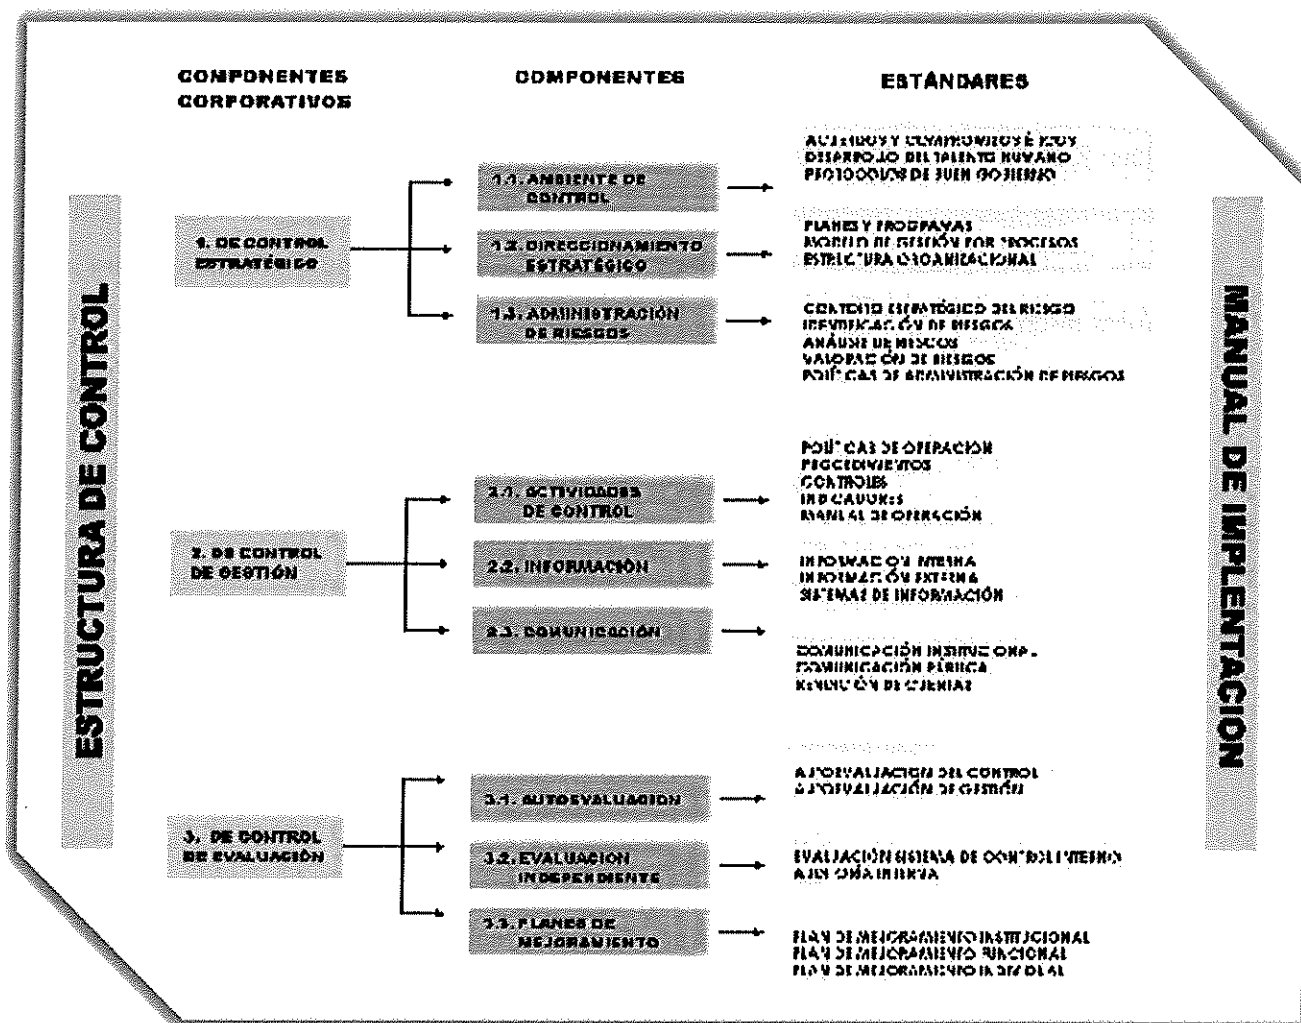 COMPONENTES
CORPORATIVOS
COMPONENTES
ESTÁNDARES
ESTRUCTURA DE CONTROL
1. DE CONTROL
ESTRATÉGICO
1.1. AMBIENTE DE
CONTROL
ACUERDOS Y COMPROMISOS ÉTICOS
DESARROLLO DEL TALENTO HUMANO
PROTOCOLOS DE BUEN GOBIERNO
1.2. DIRECCIONAMIENTO
ESTRATÉGICO
PLANES Y PROGRAMAS
MODELO DE GESTIÓN POR PROCESOS
ESTRUCTURA ORGANIZACIONAL
1.3. ADMINISTRACIÓN
DE RIESGOS
CONTEXTO ESTRATÉGICO DEL RIESGO
IDENTIFICACIÓN DE RIESGOS
ANÁLISIS DE RIESGOS
VALORACIÓN DE RIESGOS
POLÍTICAS DE ADMINISTRACIÓN DE RIESGOS
2. DE CONTROL
DE GESTIÓN
2.1. ACTIVIDADES
DE CONTROL
POLÍTICAS DE OPERACIÓN
PROCEDIMIENTOS
CONTROLES
INDICADORES
MANUAL DE OPERACIÓN
2.2. INFORMACIÓN
INFORMACIÓN INTERNA
INFORMACIÓN EXTERNA
SISTEMAS DE INFORMACIÓN
2.3. COMUNICACIÓN
COMUNICACIÓN INSTITUCIONAL
COMUNICACIÓN PÚBLICA
RENDICIÓN DE CUENTAS
3. DE CONTROL
DE EVALUACIÓN
3.1. AUTOEVALUACION
AUTOEVALUACIÓN DEL CONTROL
AUTOEVALUACIÓN DE GESTIÓN
3.2. EVALUACION
INDEPENDIENTE
EVALUACIÓN SISTEMA DE CONTROL INTERNO
AUDITORÍA INTERNA
3.3. PLANES DE
MEJORAMIENTO
PLAN DE MEJORAMIENTO INSTITUCIONAL
PLAN DE MEJORAMIENTO FUNCIONAL
PLAN DE MEJORAMIENTO INDIVIDUAL
MANUAL DE INPLENTACION